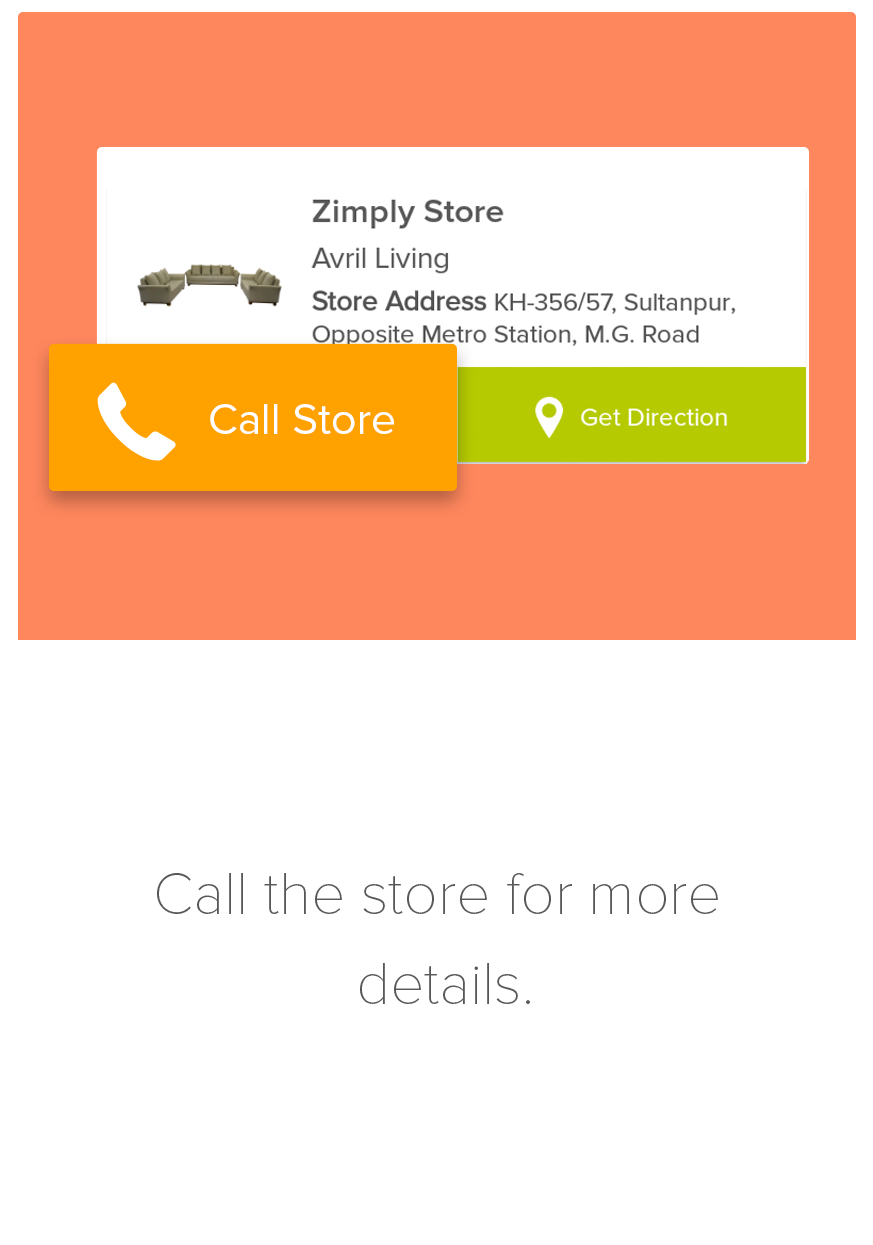 Zimply Store
Avril Living
Store Address KH-356/57, Sultanpur,
Opposite Metro Station, M.G. Road
Call Store
Get Direction
Call the store for more
details.